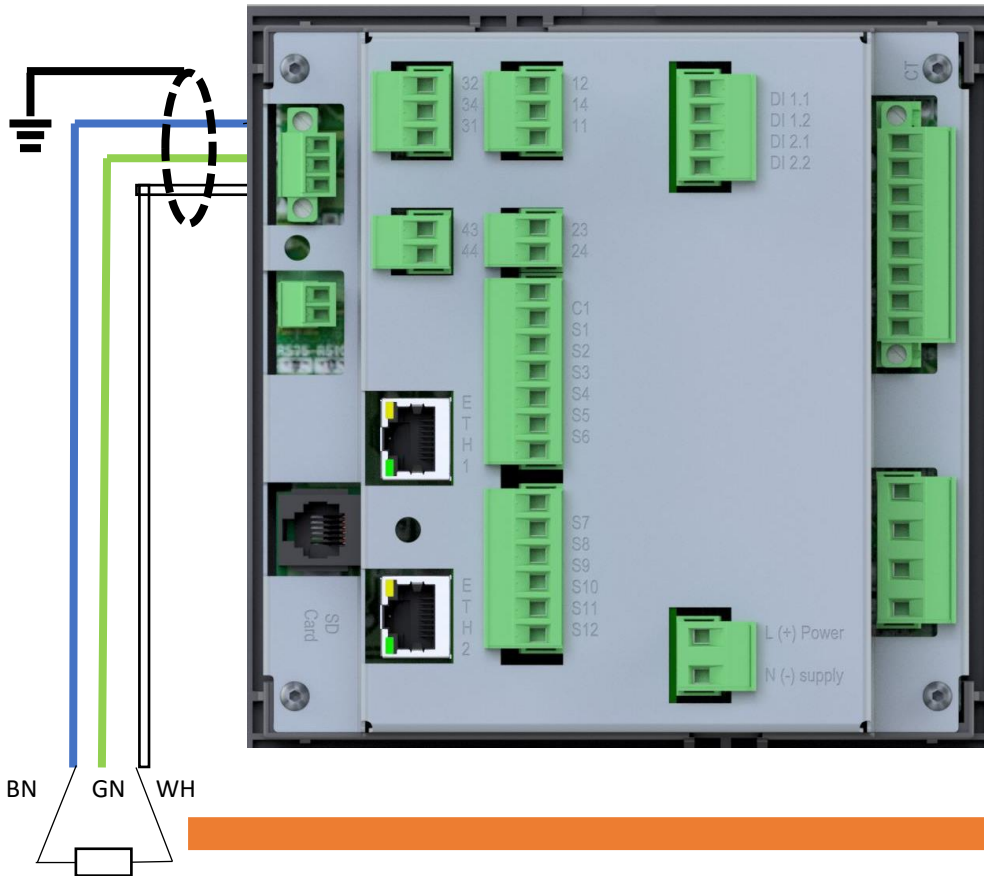 32
34
31
12
14
11
DI 1.1
DI 1.2
DI 2.1
DI 2.2
CT
43
44
23
24
C1
S1
S2
S3
S4
S5
S6
ETH1
S7
S8
S9
S10
S11
S12
ETH2
SD
Card
L (+) Power
N (-) supply
BN GN WH